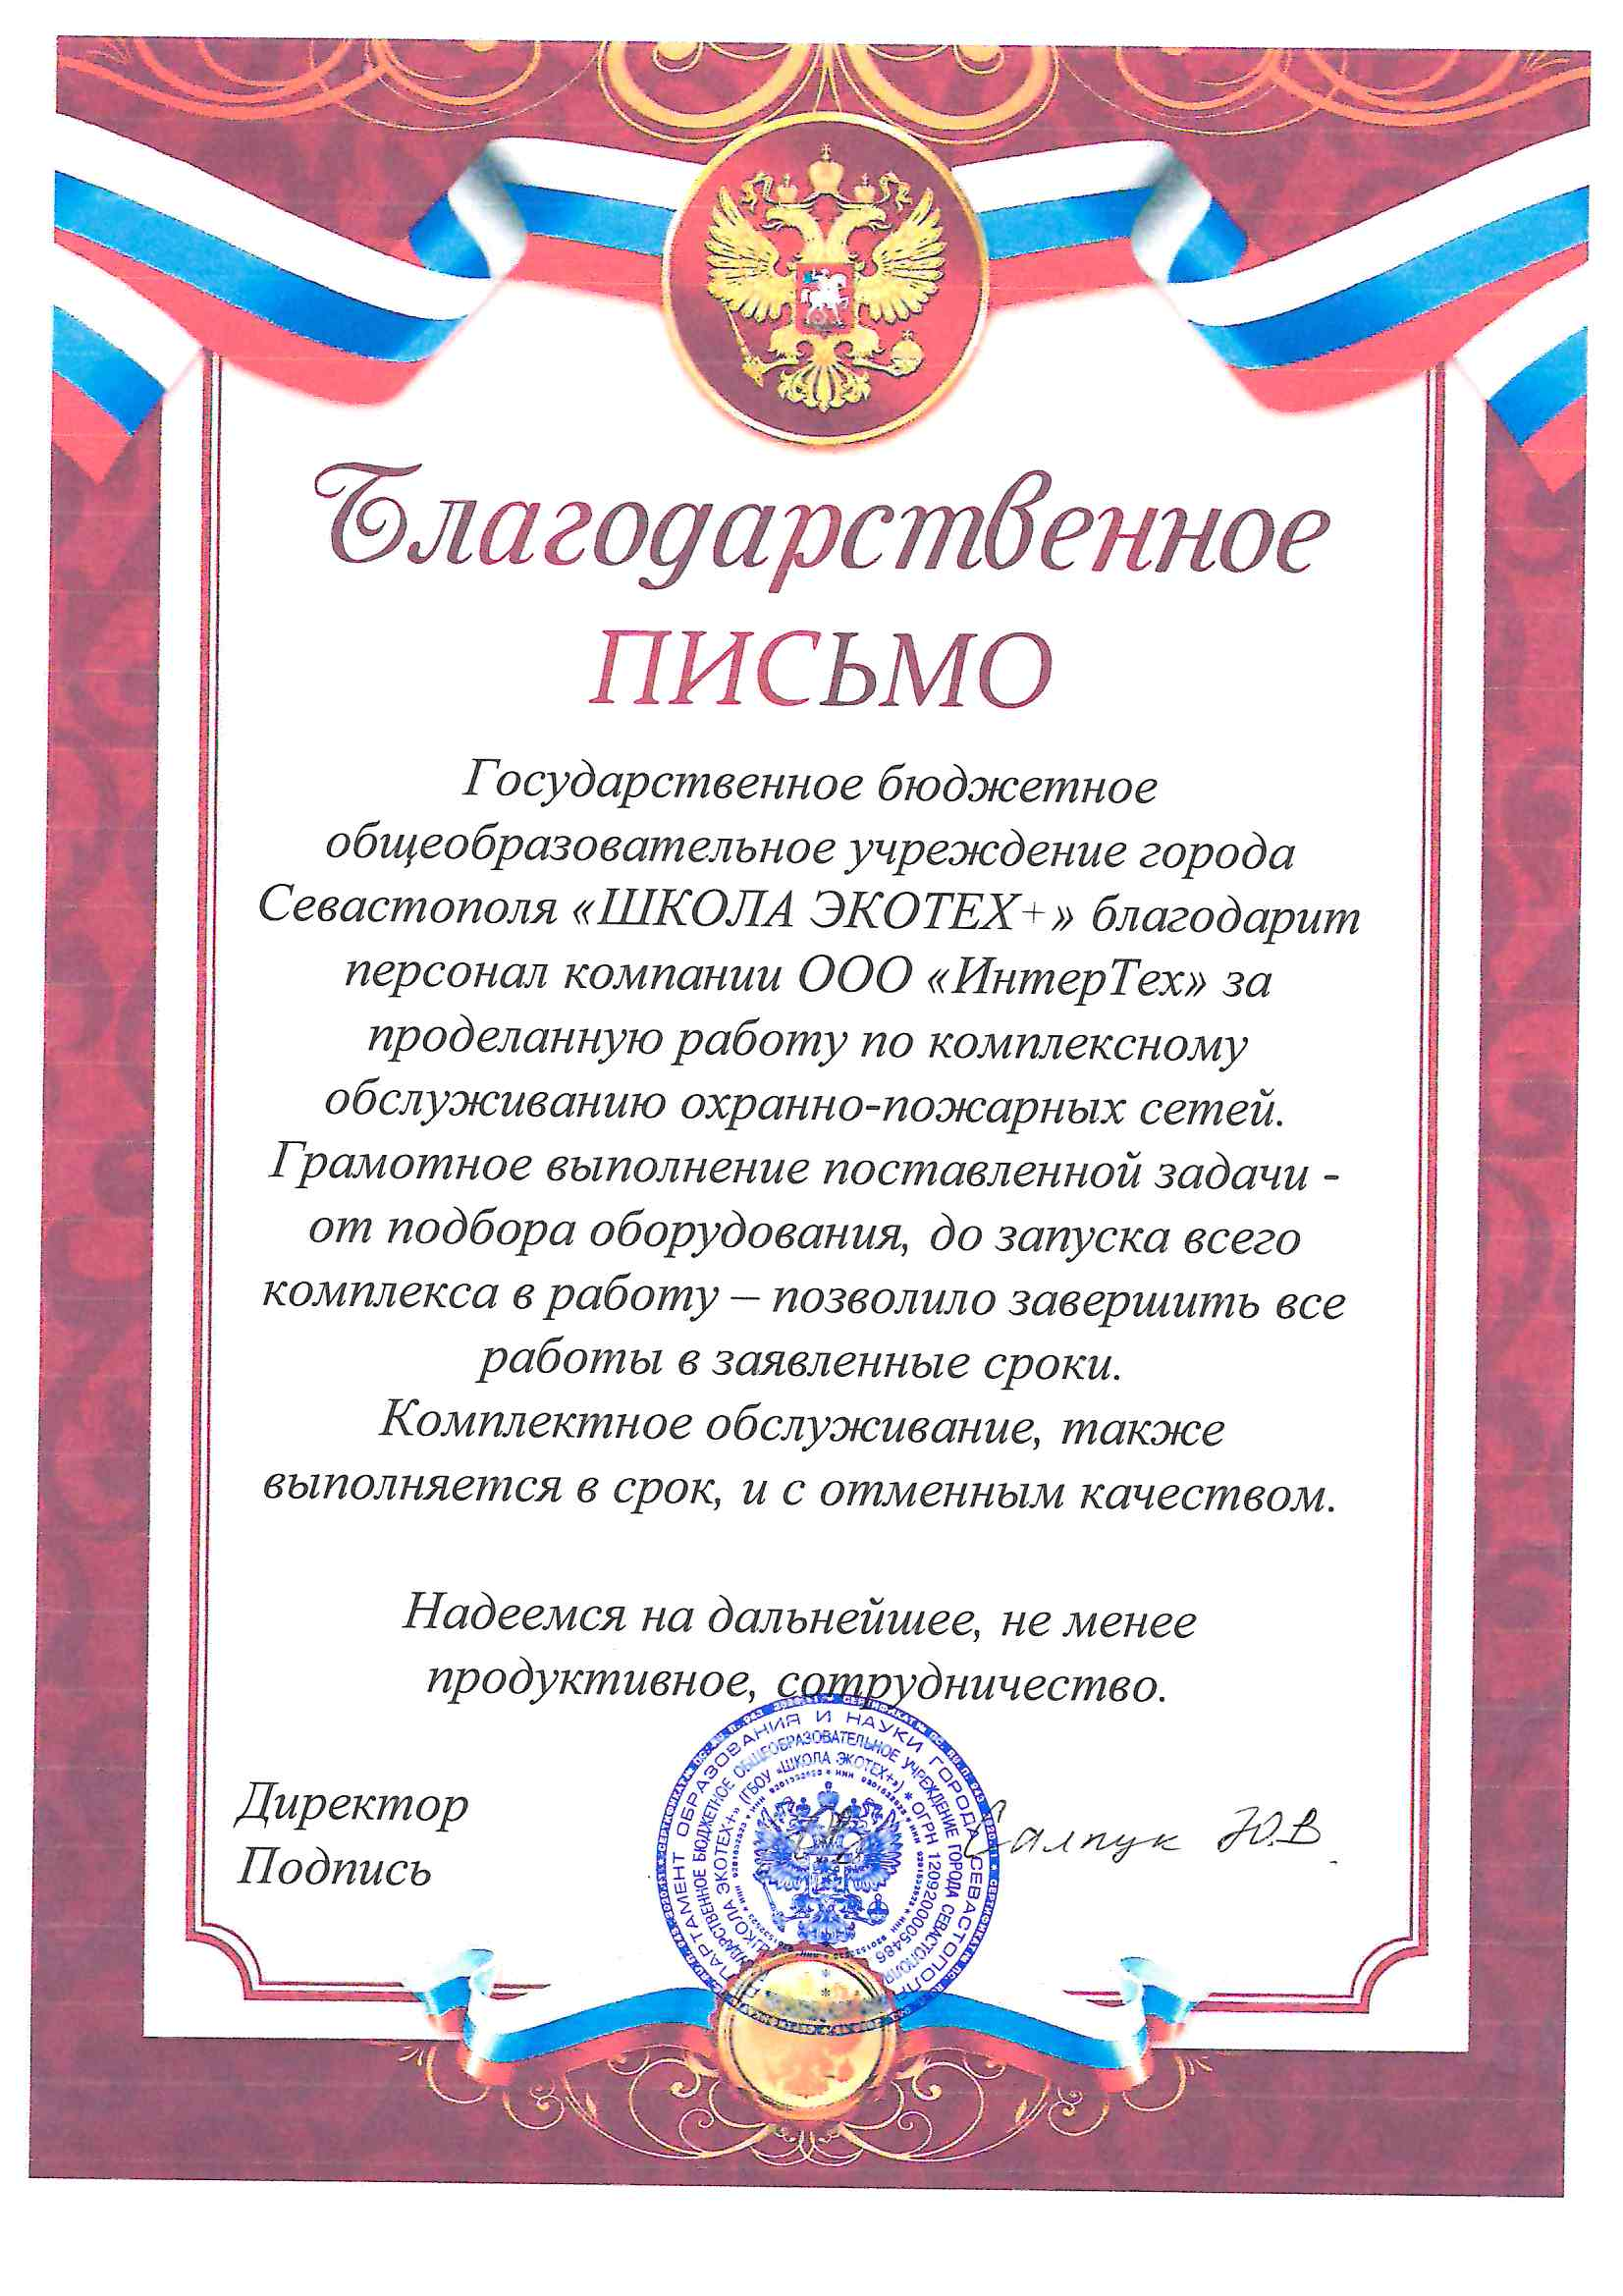 Благодарственное
ПИСЬМО
Государственное бюджетное
общеобразовательное учреждение города
Севастополя «ШКОЛА ЭКОТЕХ+» благодарит
персонал компании ООО «ИнтерТех» за
проделанную работу по комплексному
обслуживанию охранно-пожарных сетей.
Грамотное выполнение поставленной задачи -
от подбора оборудования, до запуска всего
комплекса в работу – позволило завершить все
работы в заявленные сроки.
Комплектное обслуживание, также
выполняется в срок, и с отменным качеством.
Надеемся на дальнейшее, не менее
продуктивное, сотрудничество.
Директор
Подпись
Ю.В
ДЕПАРТАМЕНТ ОБРАЗОВАНИЯ И НАУКИ ГОРОДА СЕВАСТОПОЛЯ
ГОСУДАРСТВЕННОЕ БЮДЖЕТНОЕ ОБЩЕОБРАЗОВАТЕЛЬНОЕ УЧРЕЖДЕНИЕ ГОРОДА СЕВАСТОПОЛЯ
«ШКОЛА ЭКОТЕХ+» (ГБОУ «ШКОЛА ЭКОТЕХ+») * ОГРН 1209200005486